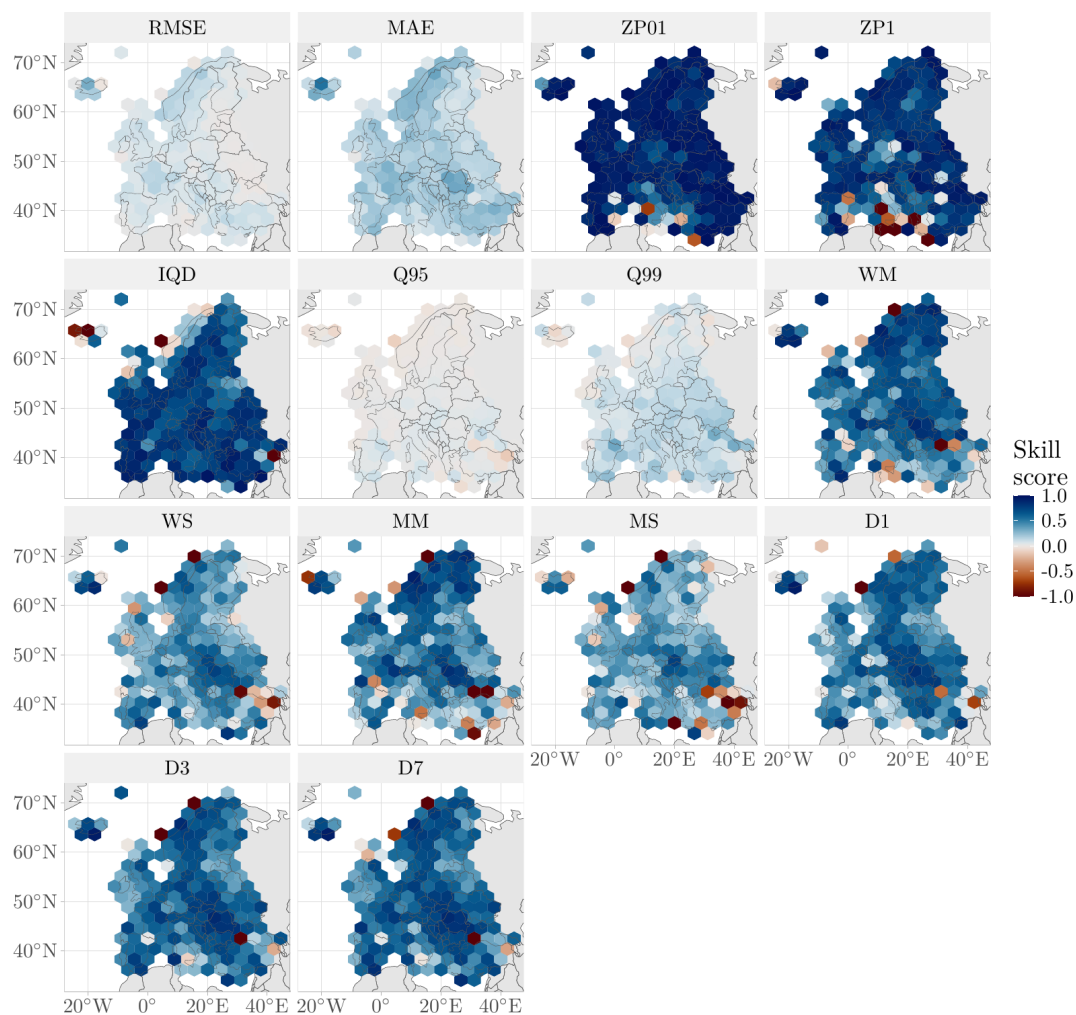 RMSE MAE ZP01 ZP1
70°N
60°N
50°N
40°N
IQD Q95 Q99 WM
70°N
60°N
50°N
40°N
Skill
score
1.0
0.5
0.0
-0.5
-1.0
WS MM MS D1
70°N
60°N
50°N
40°N
20°W 0° 20°E 40°E 20°W 0° 20°E 40°E
D3 D7
70°N
60°N
50°N
40°N
20°W 0° 20°E 40°E 20°W 0° 20°E 40°E